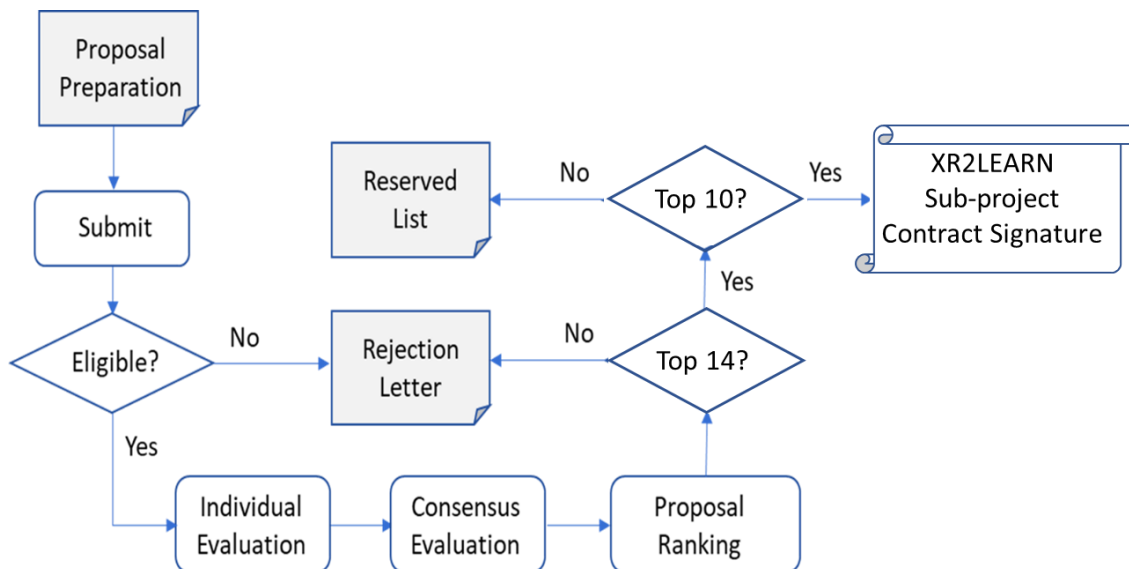 Proposal
Preparation
Submit
Eligible?
No
Yes
Rejection
Letter
Individual
Evaluation
Consensus
Evaluation
Proposal
Ranking
Top 14?
No
Yes
Top 10?
No
Reserved
List
Yes
XR2LEARN
Sub-project
Contract Signature